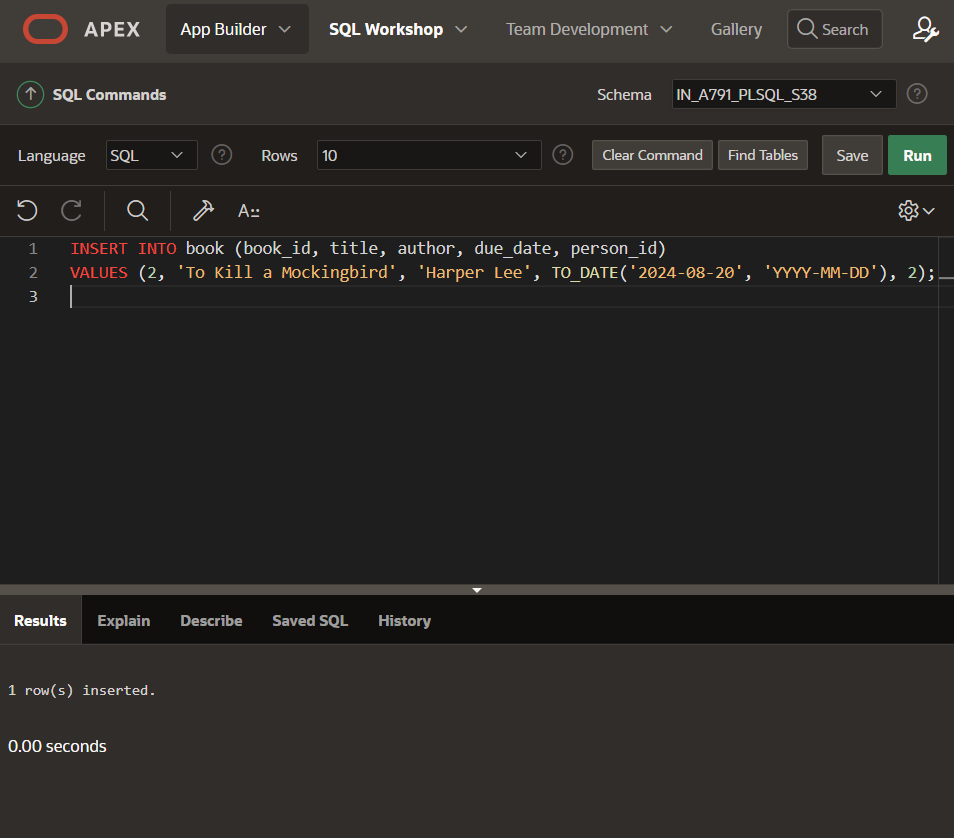 APEX App Builder SQL Workshop Team Development Gallery Search
SQL Commands Schema IN_A791_PLSQL_S38 ?
Language SQL ? Rows 10 ? Clear Command Find Tables Save Run
A::
1 INSERT INTO book (book_id, title, author, due_date, person_id)
2 VALUES (2, 'To Kill a Mockingbird', 'Harper Lee', TO_DATE('2024-08-20', 'YYYY-MM-DD'), 2);
3
Results Explain Describe Saved SQL History
1 row(s) inserted.
0.00 seconds